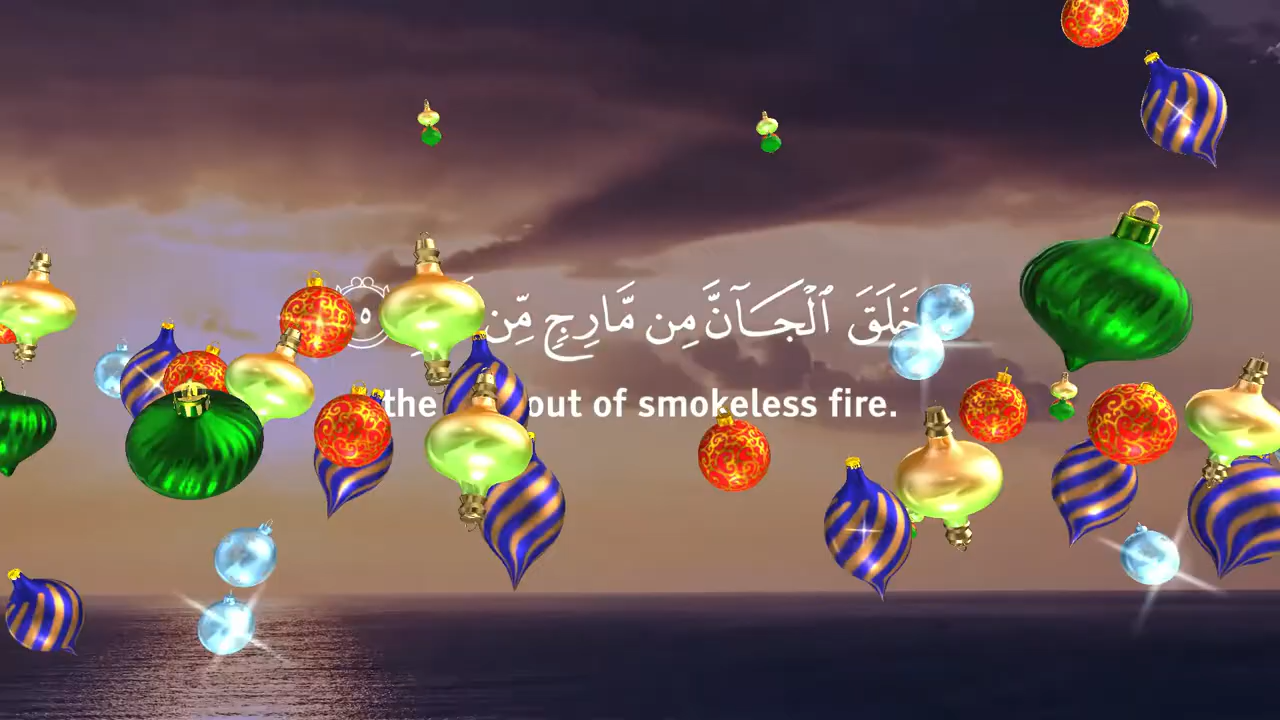 خَلَقَ ٱلْجَآنَّ مِن مَّارِجٍ مِّن
the out of smokeless fire.